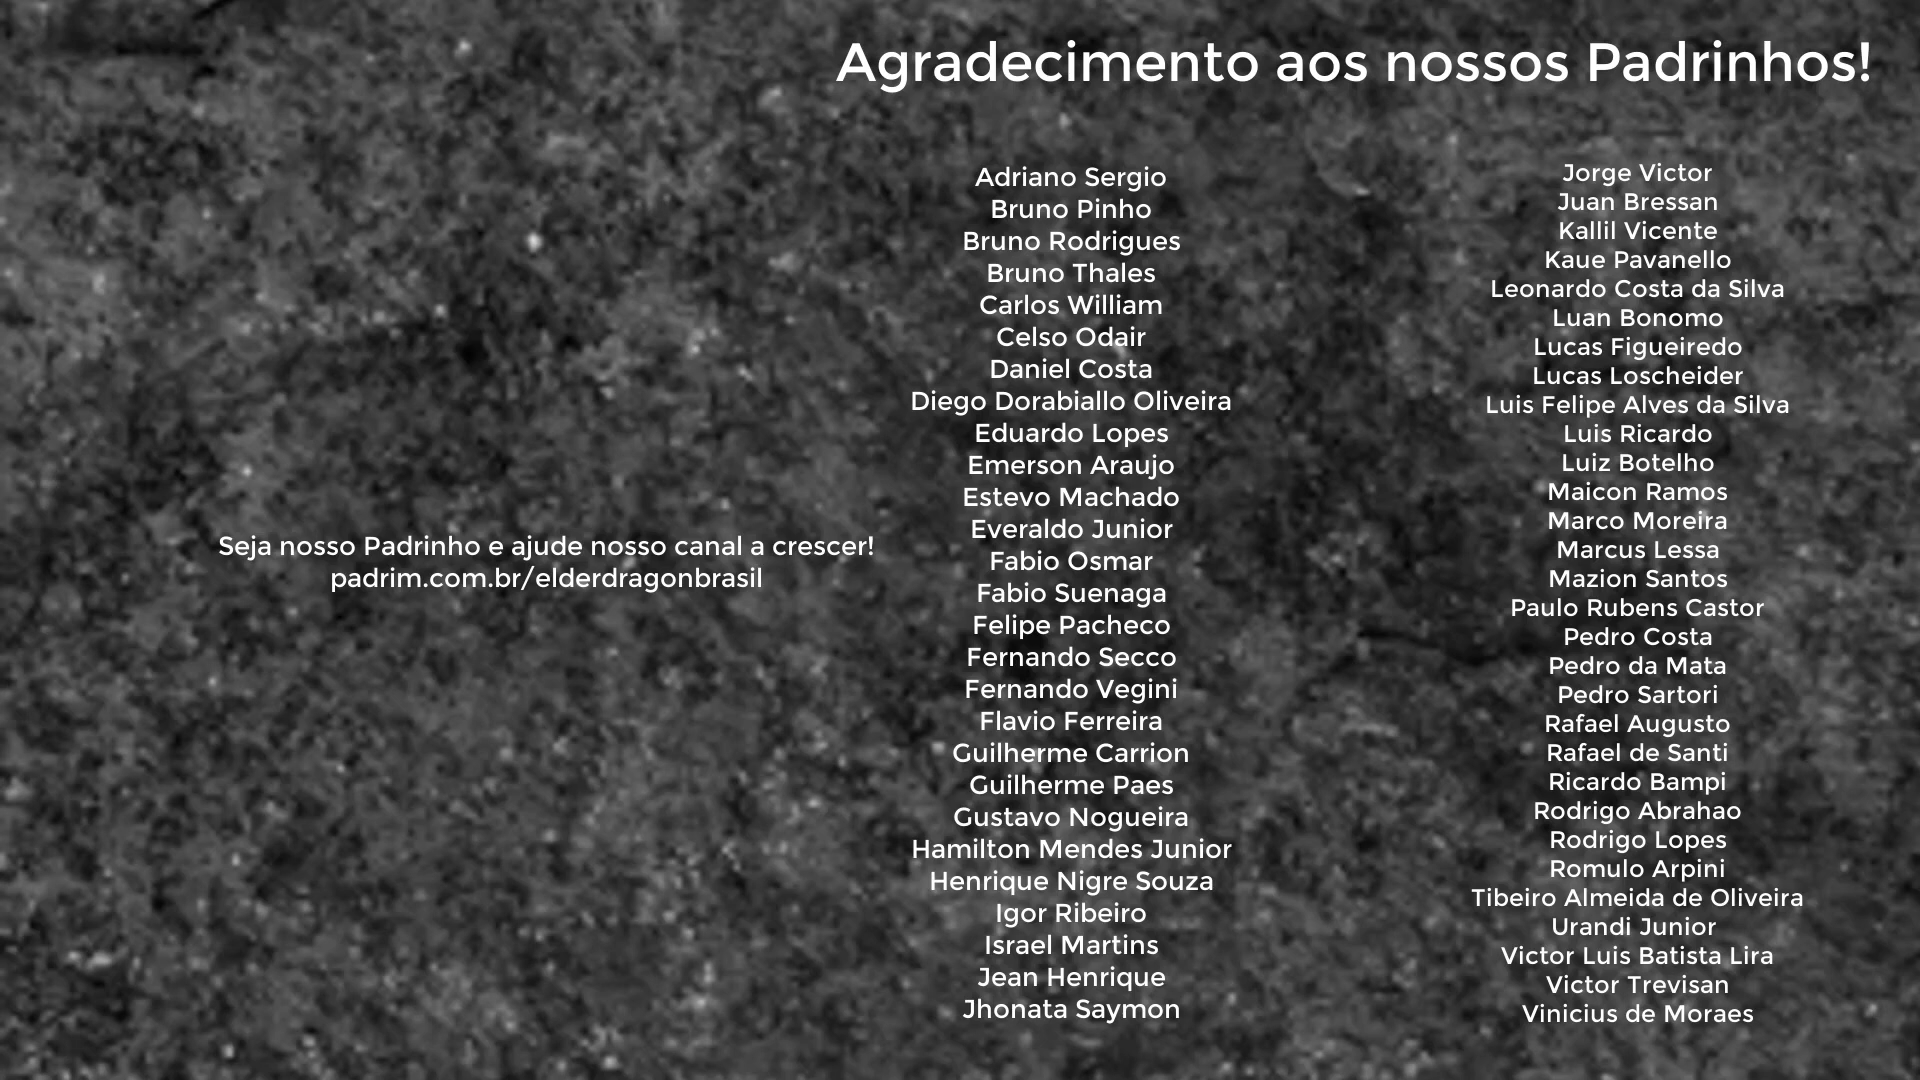 Agradecimento aos nossos Padrinhos!
Seja nosso Padrinho e ajude nosso canal a crescer!
padrim.com.br/elderdragonbrasil
Adriano Sergio
Bruno Pinho
Bruno Rodrigues
Bruno Thales
Carlos William
Celso Odair
Daniel Costa
Diego Dorabiallo Oliveira
Eduardo Lopes
Emerson Araujo
Estevo Machado
Everaldo Junior
Fabio Osmar
Fabio Suenaga
Felipe Pacheco
Fernando Secco
Fernando Vegini
Flavio Ferreira
Guilherme Carrion
Guilherme Paes
Gustavo Nogueira
Hamilton Mendes Junior
Henrique Nigre Souza
Igor Ribeiro
Israel Martins
Jean Henrique
Jhonata Saymon
Jorge Victor
Juan Bressan
Kallil Vicente
Kaue Pavanello
Leonardo Costa da Silva
Luan Bonomo
Lucas Figueiredo
Lucas Loscheider
Luis Felipe Alves da Silva
Luis Ricardo
Luiz Botelho
Maicon Ramos
Marco Moreira
Marcus Lessa
Mazion Santos
Paulo Rubens Castor
Pedro Costa
Pedro da Mata
Pedro Sartori
Rafael Augusto
Rafael de Santi
Ricardo Bampi
Rodrigo Abrahao
Rodrigo Lopes
Romulo Arpini
Tibeiro Almeida de Oliveira
Urandi Junior
Victor Luis Batista Lira
Victor Trevisan
Vinicius de Moraes